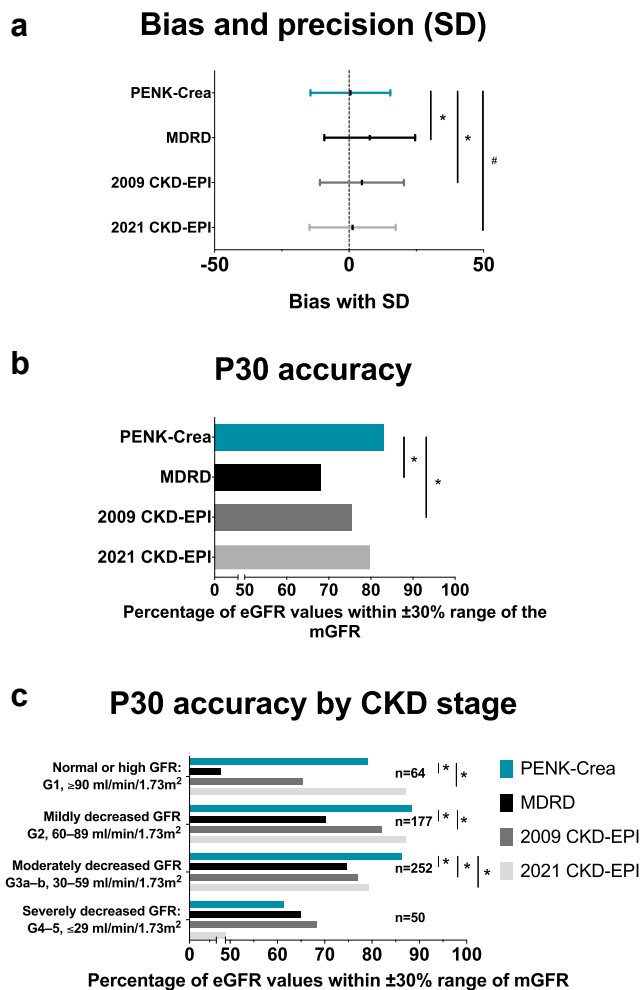 a
Bias and precision (SD)
PENK-Crea
MDRD
2009 CKD-EPI
2021 CKD-EPI
*
*
#
-50 0 50
Bias with SD
b
P30 accuracy
PENK-Crea
MDRD
2009 CKD-EPI
2021 CKD-EPI
*
*
0 50 60 70 80 90 100
Percentage of eGFR values within ±30% range of the
mGFR
c
P30 accuracy by CKD stage
Normal or high GFR:
G1, ≥90 ml/min/1.73m²
n=64 * *
Mildly decreased GFR
G2, 60–89 ml/min/1.73m²
n=177 * *
Moderately decreased GFR
G3a–b, 30–59 ml/min/1.73m²
n=252 * * *
Severely decreased GFR:
G4–5, ≤29 ml/min/1.73m²
n=50
PENK-Crea
MDRD
2009 CKD-EPI
2021 CKD-EPI
0 50 60 70 80 90 100
Percentage of eGFR values within ±30% range of mGFR